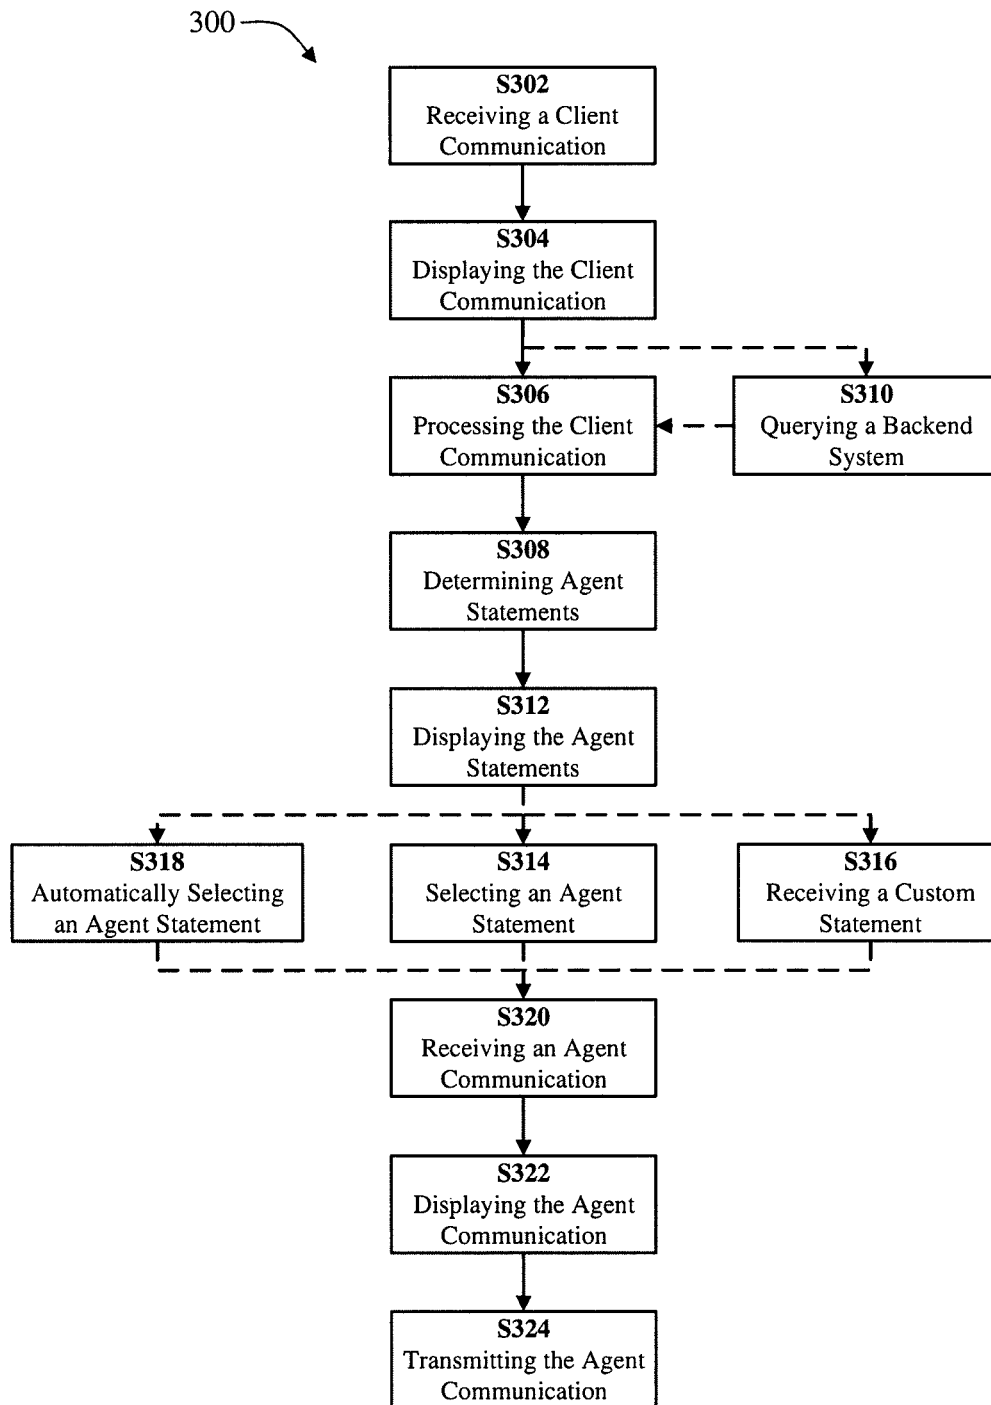 300
S302
Receiving a Client
Communication
S304
Displaying the Client
Communication
S306
Processing the Client
Communication
S310
Querying a Backend
System
S308
Determining Agent
Statements
S312
Displaying the Agent
Statements
S318
Automatically Selecting
an Agent Statement
S314
Selecting an Agent
Statement
S316
Receiving a Custom
Statement
S320
Receiving an Agent
Communication
S322
Displaying the Agent
Communication
S324
Transmitting the Agent
Communication